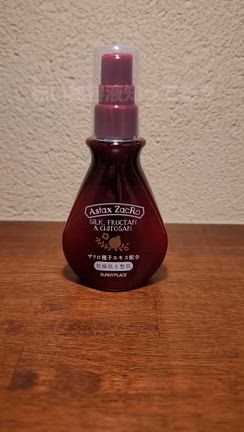 Astax ZacRo
SILK, FRUCTAN
& CHITOSAN
ザクロ種子エキス配合
SUNNYPLACE